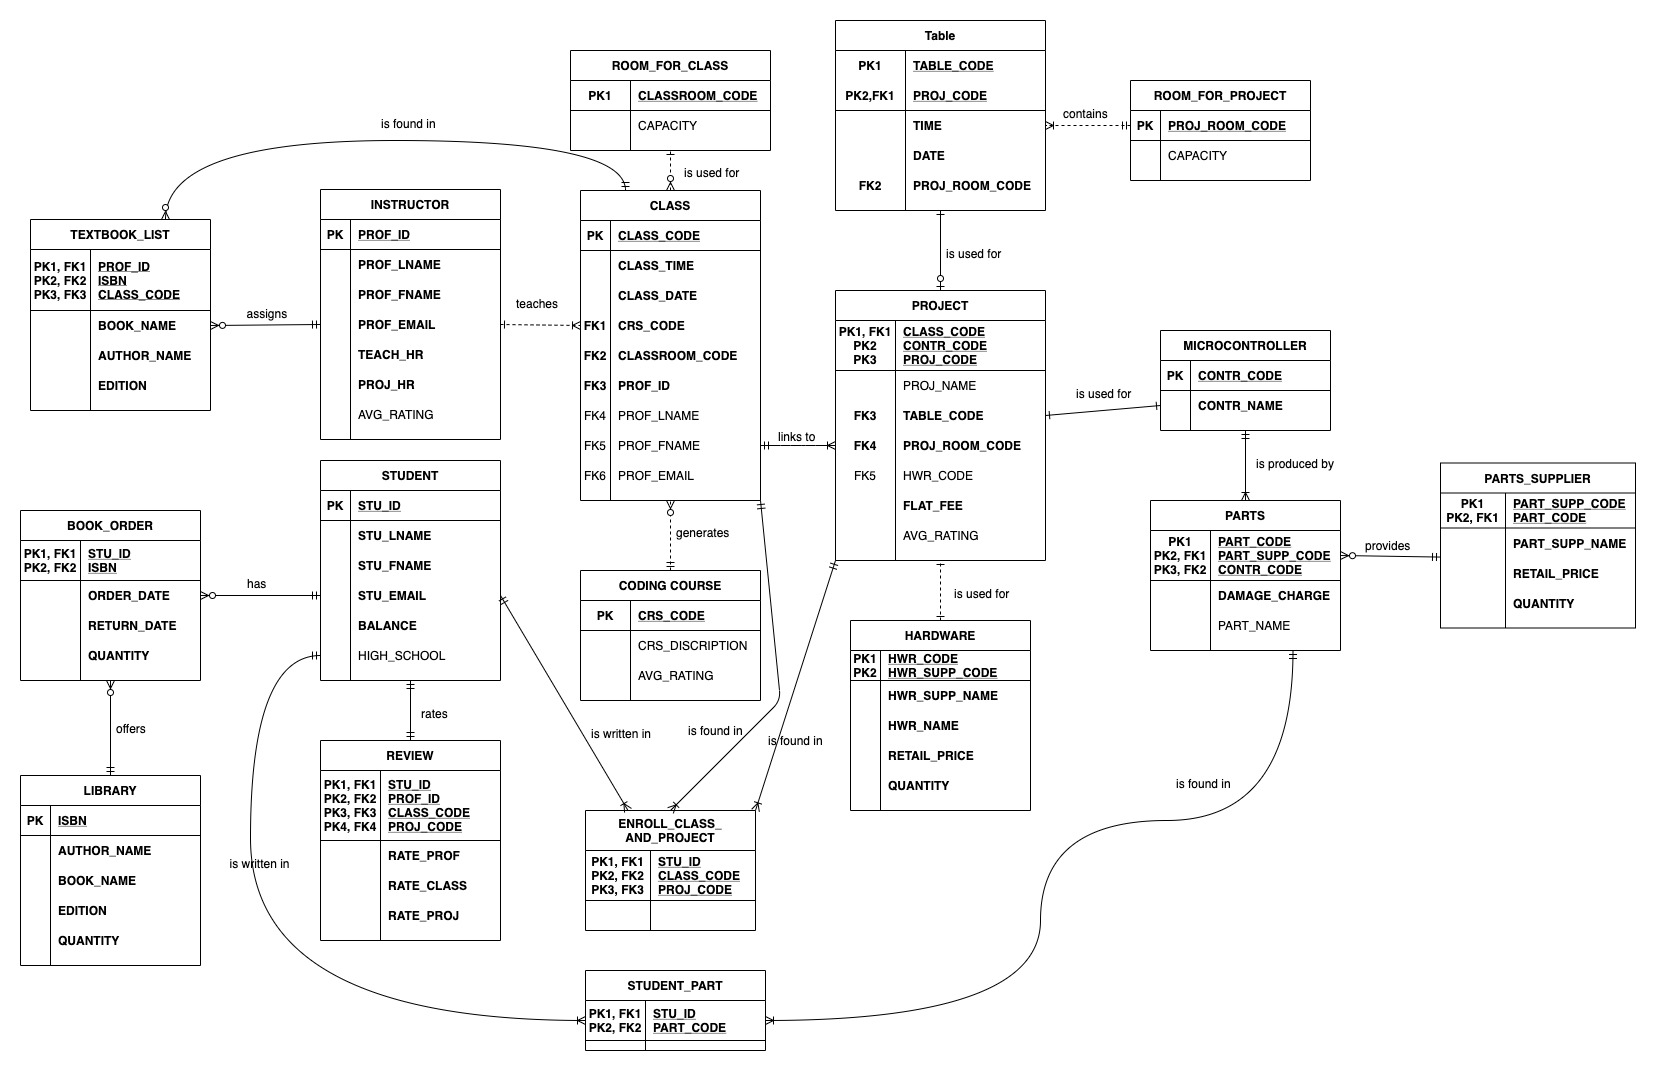 Table
PK1 TABLE_CODE
PK2,FK1 PROJ_CODE
TIME
DATE
FK2 PROJ_ROOM_CODE
contains
ROOM_FOR_PROJECT
PK PROJ_ROOM_CODE
CAPACITY
ROOM_FOR_CLASS
PK1 CLASSROOM_CODE
CAPACITY
is found in
is used for
TEXTBOOK_LIST
PK1, FK1 PROF_ID
PK2, FK2 ISBN
PK3, FK3 CLASS_CODE
BOOK_NAME
AUTHOR_NAME
EDITION
assigns
INSTRUCTOR
PK PROF_ID
PROF_LNAME
PROF_FNAME
PROF_EMAIL
TEACH_HR
PROJ_HR
AVG_RATING
teaches
CLASS
PK CLASS_CODE
CLASS_TIME
CLASS_DATE
FK1 CRS_CODE
FK2 CLASSROOM_CODE
FK3 PROF_ID
FK4 PROF_LNAME
FK5 PROF_FNAME
FK6 PROF_EMAIL
links to
is used for
PROJECT
PK1, FK1 CLASS_CODE
PK2 CONTR_CODE
PK3 PROJ_CODE
PROJ_NAME
FK3 TABLE_CODE
FK4 PROJ_ROOM_CODE
FK5 HWR_CODE
FLAT_FEE
AVG_RATING
is used for
MICROCONTROLLER
PK CONTR_CODE
CONTR_NAME
is produced by
PARTS
PK1 PART_CODE
PK2, FK1 PART_SUPP_CODE
PK3, FK2 CONTR_CODE
DAMAGE_CHARGE
PART_NAME
provides
PARTS_SUPPLIER
PK1 PART_SUPP_CODE
PK2, FK1 PART_CODE
PART_SUPP_NAME
RETAIL_PRICE
QUANTITY
BOOK_ORDER
PK1, FK1 STU_ID
PK2, FK2 ISBN
ORDER_DATE
RETURN_DATE
QUANTITY
has
STUDENT
PK STU_ID
STU_LNAME
STU_FNAME
STU_EMAIL
BALANCE
HIGH_SCHOOL
generates
CODING COURSE
PK CRS_CODE
CRS_DISCRIPTION
AVG_RATING
is used for
HARDWARE
PK1 HWR_CODE
PK2 HWR_SUPP_CODE
HWR_SUPP_NAME
HWR_NAME
RETAIL_PRICE
QUANTITY
offers
rates
is written in
is found in
is found in
is found in
LIBRARY
PK ISBN
AUTHOR_NAME
BOOK_NAME
EDITION
QUANTITY
is written in
REVIEW
PK1, FK1 STU_ID
PK2, FK2 PROF_ID
PK3, FK3 CLASS_CODE
PK4, FK4 PROJ_CODE
RATE_PROF
RATE_CLASS
RATE_PROJ
ENROLL_CLASS_
AND_PROJECT
PK1, FK1 STU_ID
PK2, FK2 CLASS_CODE
PK3, FK3 PROJ_CODE
STUDENT_PART
PK1, FK1 STU_ID
PK2, FK2 PART_CODE